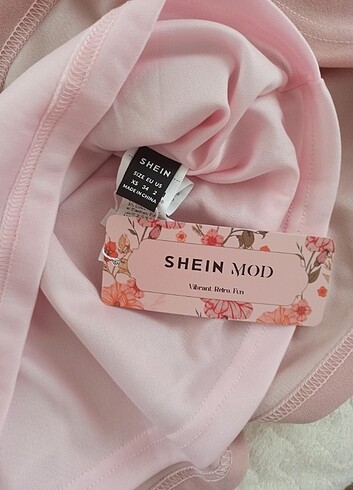 SHEIN
SIZE EU US
XS 34 2
MADE IN CHINA
SHEIN MOD
Vibrant Retro Fun